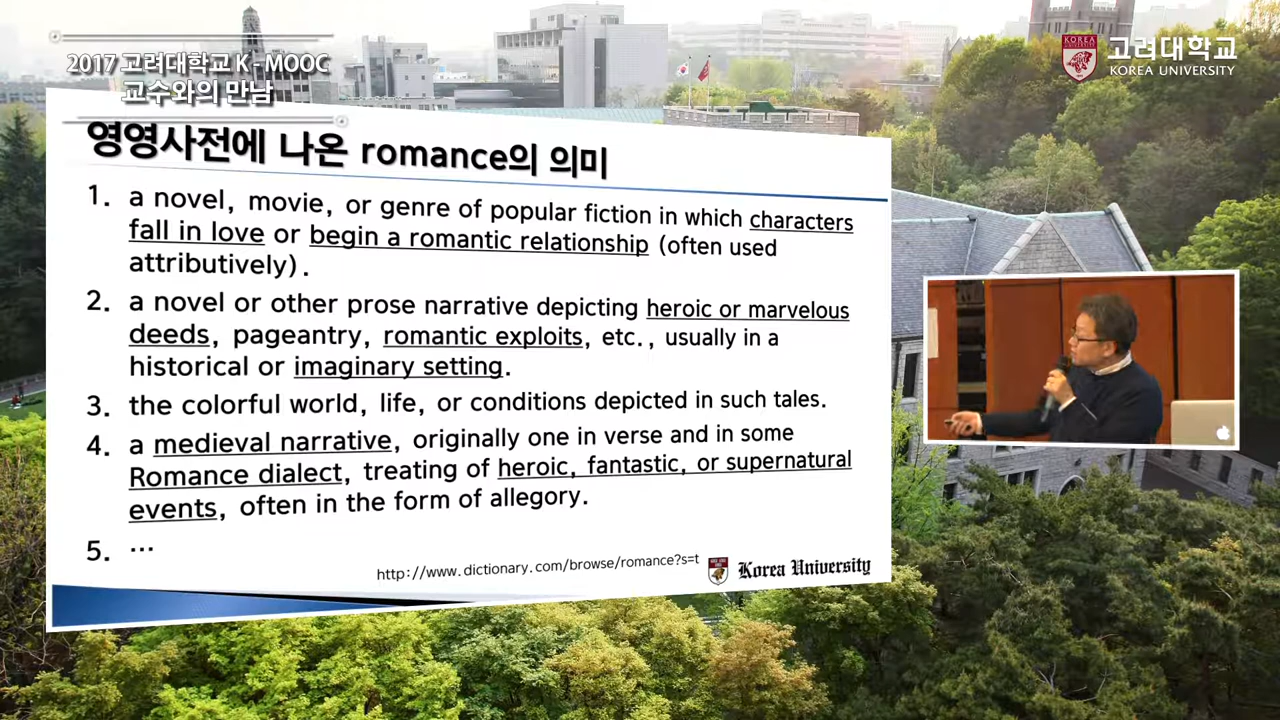 2017 고려대학교 K-MOOC
교수와의 만남
KOREA
고려대학교
KOREA UNIVERSITY
영영사전에 나온 romance의 의미
1. a novel, movie, or genre of popular fiction in which characters
fall in love or begin a romantic relationship (often used
attributively).
2. a novel or other prose narrative depicting heroic or marvelous
deeds, pageantry, romantic exploits, etc., usually in a
historical or imaginary setting.
3. the colorful world, life, or conditions depicted in such tales.
4. a medieval narrative, originally one in verse and in some
Romance dialect, treating of heroic, fantastic, or supernatural
events, often in the form of allegory.
5. …
http://www.dictionary.com/browse/romance?s=t
Korea University